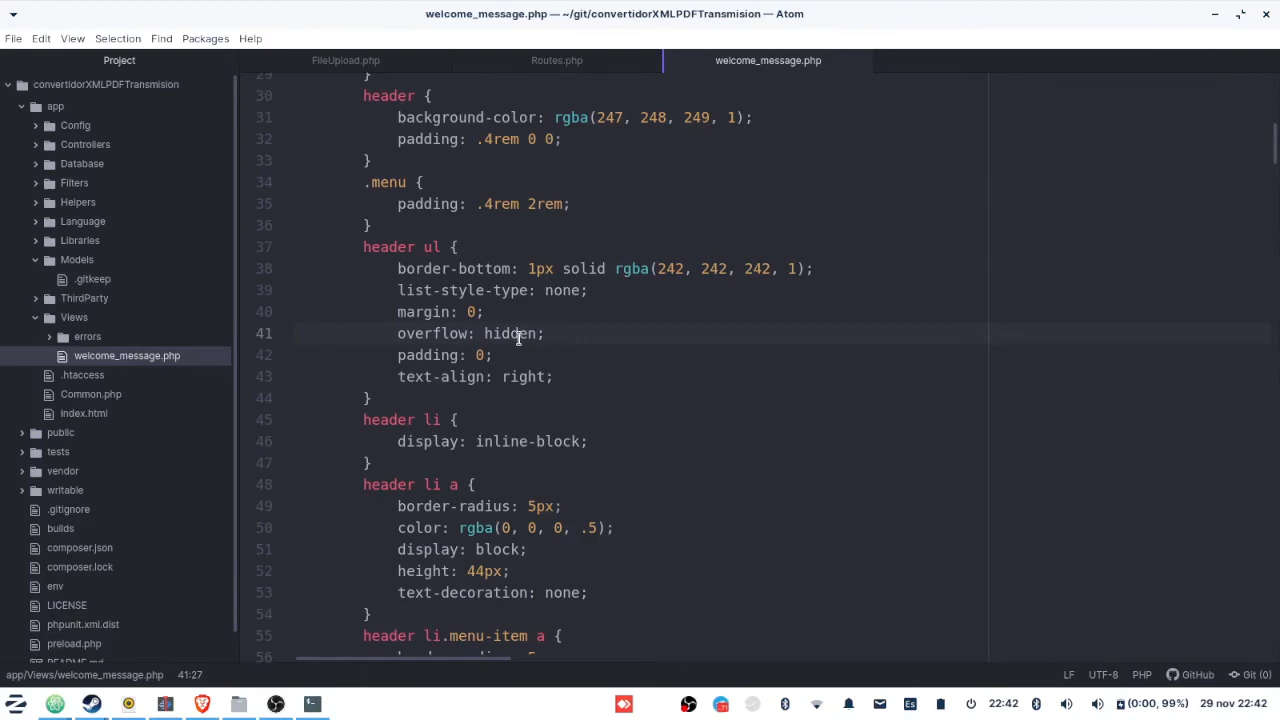 welcome_message.php — ~/git/convertidorXMLPDFTransmision — Atom
File Edit View Selection Find Packages Help
Project
FileUpload.php Routes.php welcome_message.php
convertidorXMLPDFTransmision
app
Config
Controllers
Database
Filters
Helpers
Language
Libraries
Models
.gitkeep
ThirdParty
Views
errors
welcome_message.php
.htaccess
Common.php
index.html
public
tests
vendor
writable
.gitignore
builds
composer.json
composer.lock
env
LICENSE
phpunit.xml.dist
preload.php
README.md
29 }
30 header {
31 background-color: rgba(247, 248, 249, 1);
32 padding: .4rem 0 0;
33 }
34 .menu {
35 padding: .4rem 2rem;
36 }
37 header ul {
38 border-bottom: 1px solid rgba(242, 242, 242, 1);
39 list-style-type: none;
40 margin: 0;
41 overflow: hidden;
42 padding: 0;
43 text-align: right;
44 }
45 header li {
46 display: inline-block;
47 }
48 header li a {
49 border-radius: 5px;
50 color: rgba(0, 0, 0, .5);
51 display: block;
52 height: 44px;
53 text-decoration: none;
54 }
55 header li.menu-item a {
56
app/Views/welcome_message.php 41:27 LF UTF-8 PHP GitHub Git (0)
Es 22:42 (0:00, 99%) 29 nov 22:42